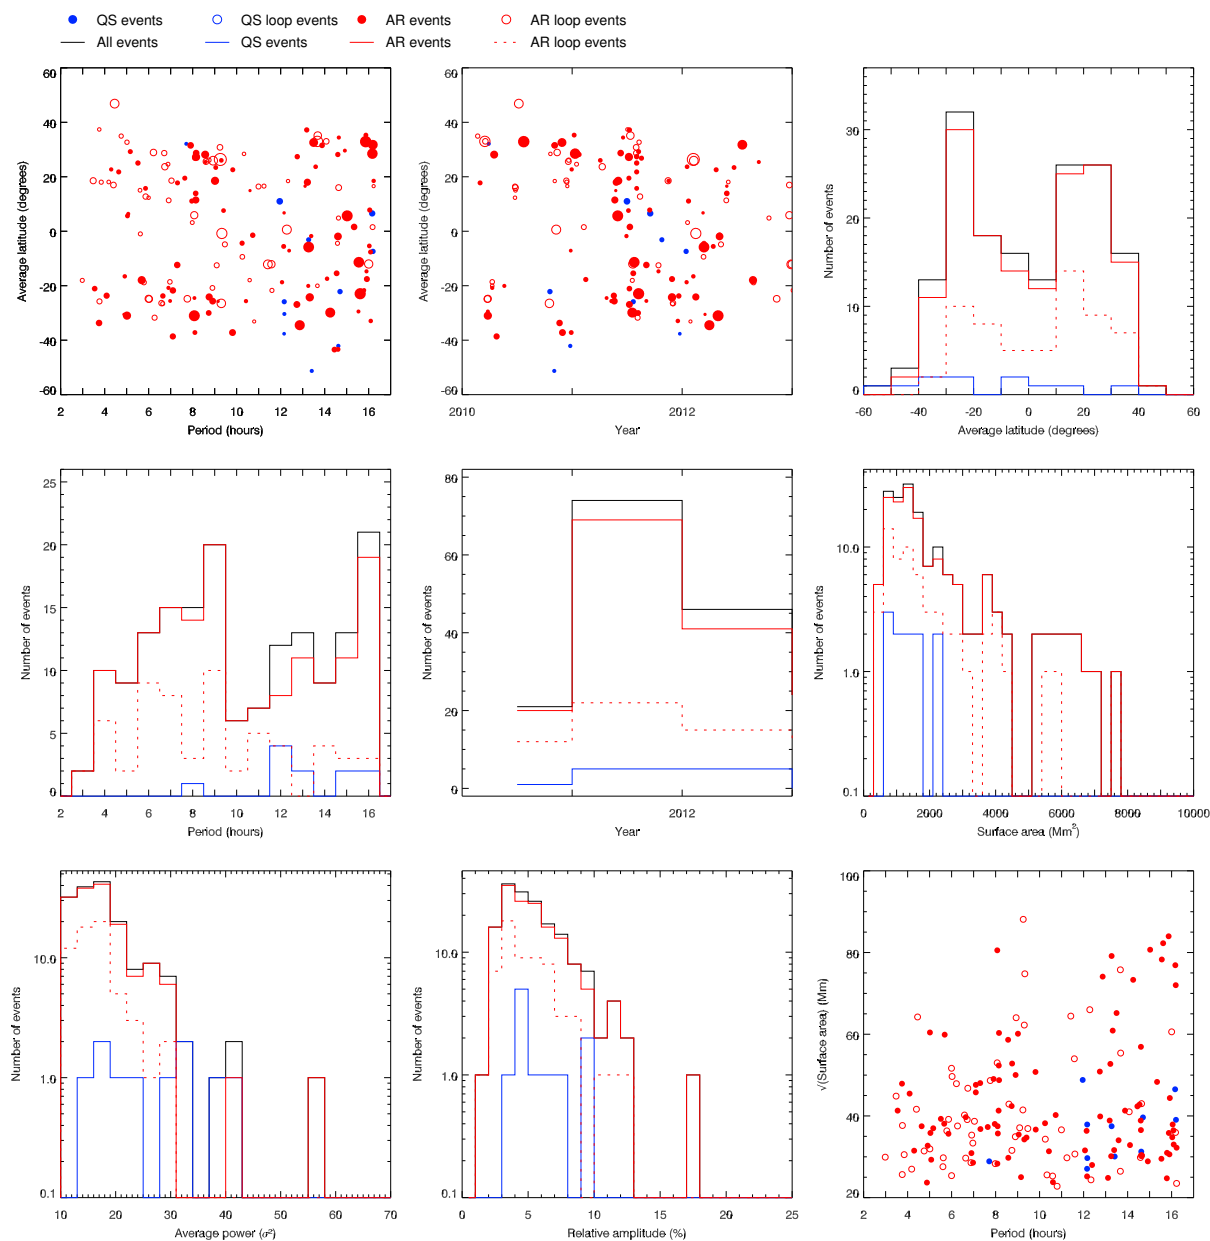 QS events QS loop events AR events AR loop events
All events QS events AR events AR loop events
60
40
20
0
-20
-40
-60
Average latitude (degrees)
2 4 6 8 10 12 14 16
Period (hours)
60
40
20
0
-20
-40
-60
Average latitude (degrees)
2010 2012
Year
30
20
10
0
Number of events
-60 -40 -20 0 20 40 60
Average latitude (degrees)
25
20
15
10
5
0
Number of events
2 4 6 8 10 12 14 16
Period (hours)
80
60
40
20
0
Number of events
2012
Year
10.0
1.0
0.1
Number of events
0 2000 4000 6000 8000 10000
Surface area (Mm²)
10.0
1.0
0.1
Number of events
10 20 30 40 50 60 70
Average power (σ²)
10.0
1.0
0.1
Number of events
0 5 10 15 20 25
Relative amplitude (%)
100
80
60
40
20
√(Surface area) (Mm)
2 4 6 8 10 12 14 16
Period (hours)